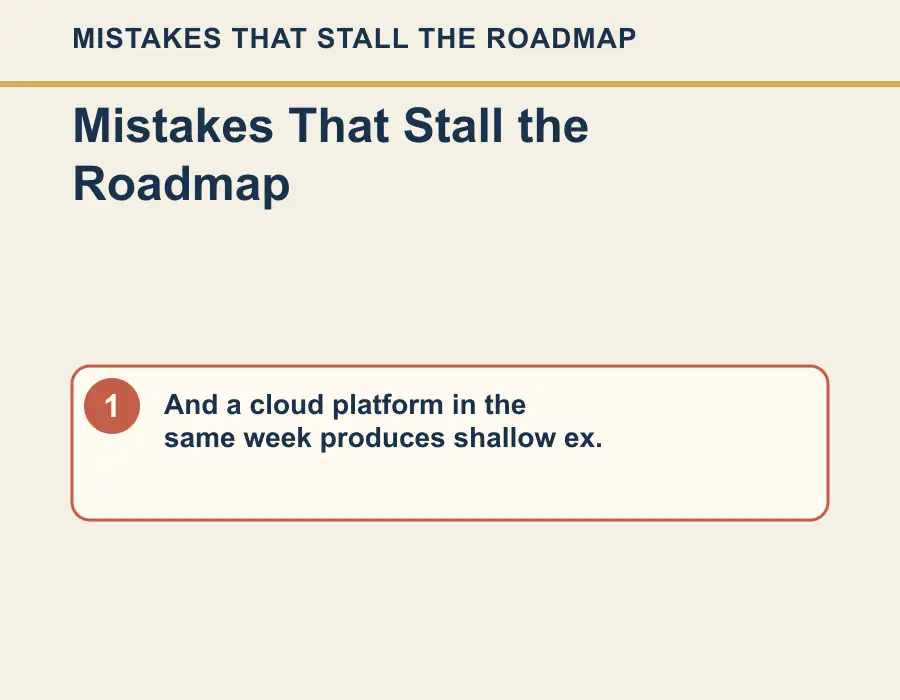 MISTAKES THAT STALL THE ROADMAP
Mistakes That Stall the
Roadmap
1
And a cloud platform in the
same week produces shallow ex.